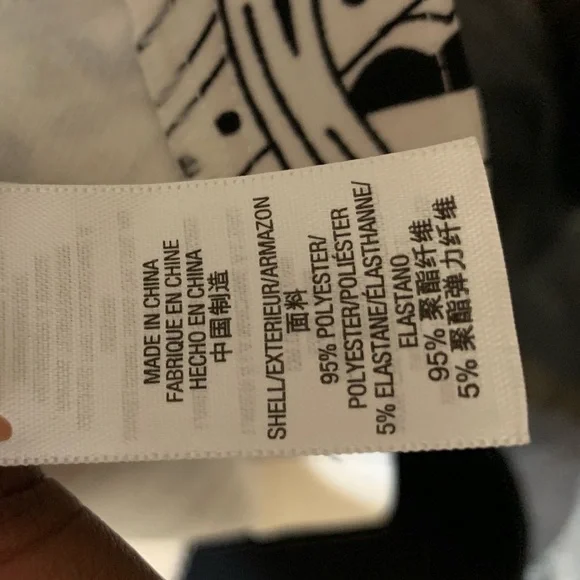 MADE IN CHINA
FABRIQUE EN CHINE
HECHO EN CHINA
中国制造
SHELL/EXTERIEUR/ARMAZON
面料
95% POLYESTER/
POLYESTER/POLIÉSTER
5% ELASTANE/ÉLASTHANNE/
ELASTANO
95% 聚酯纤维
5% 聚酯弹力纤维